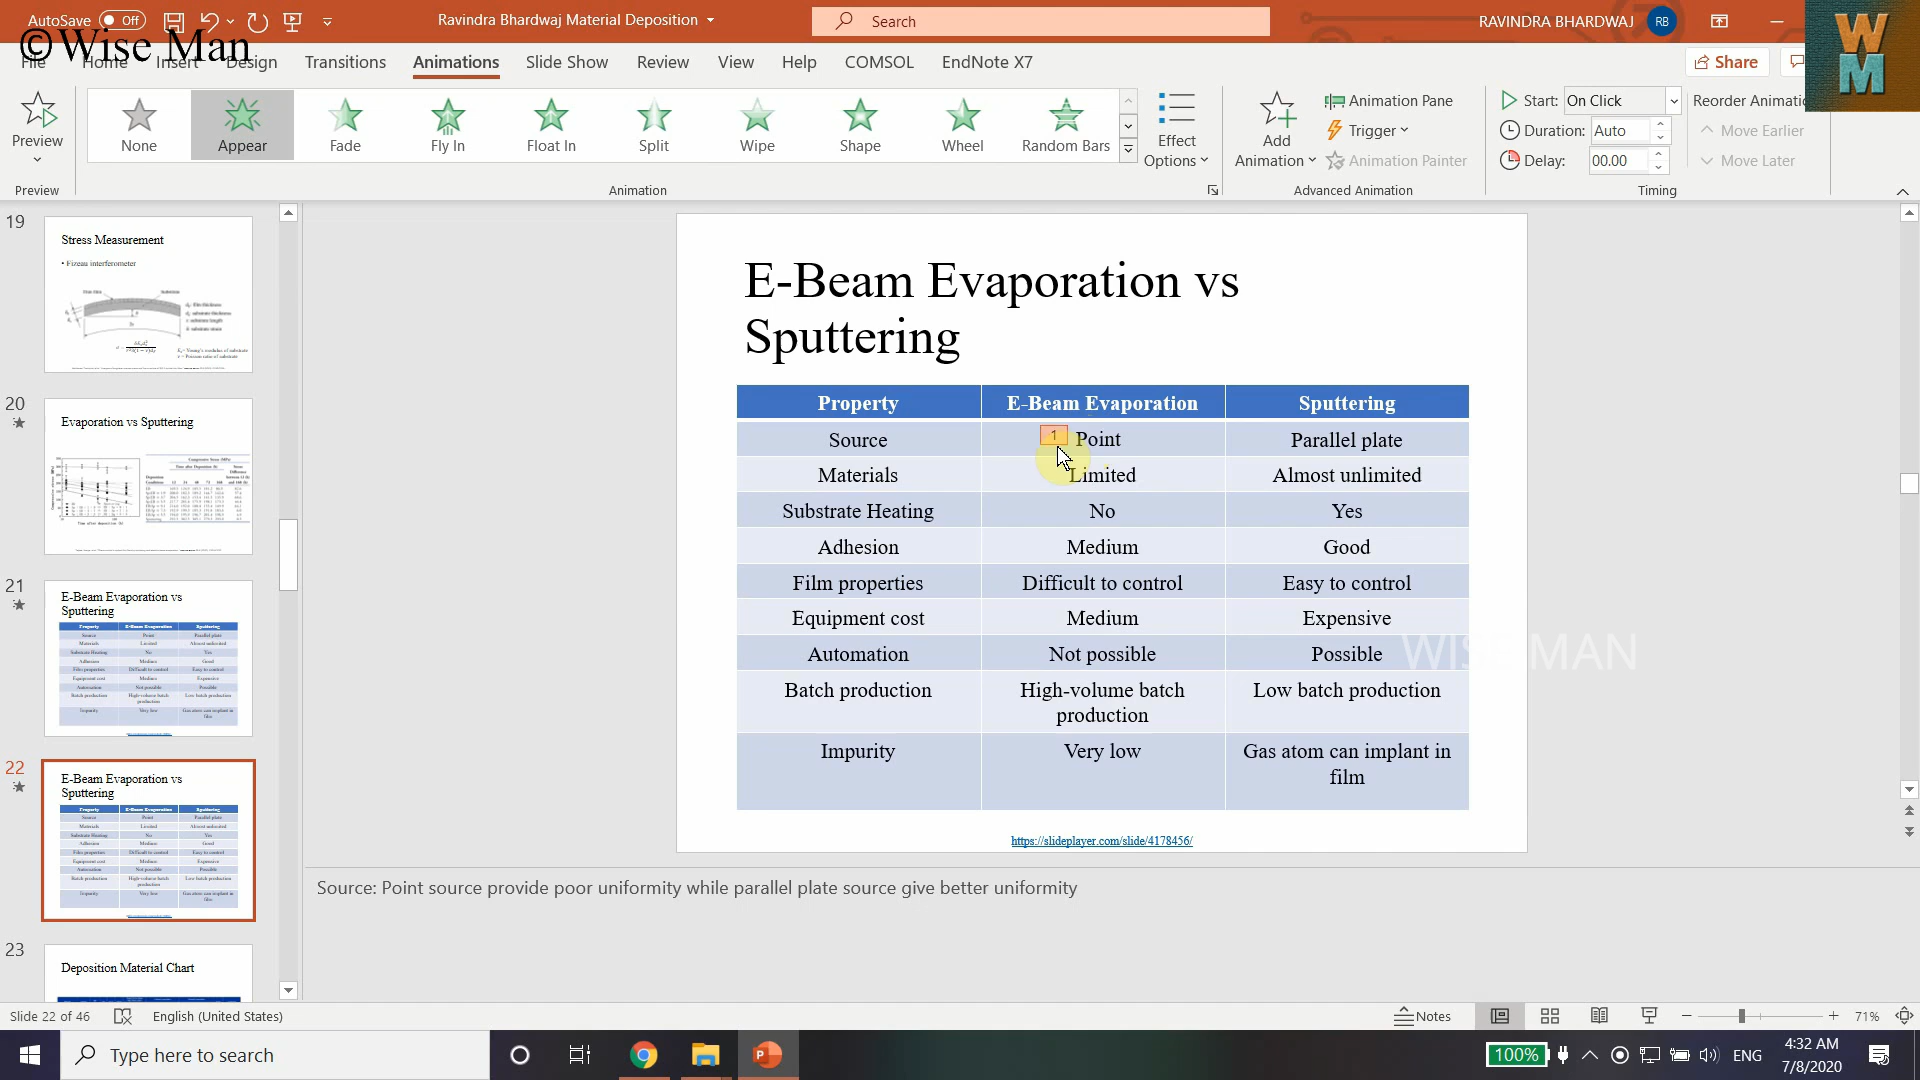 AutoSave Off
Ravindra Bhardwaj Material Deposition
Search
RAVINDRA BHARDWAJ RB
©Wise Man
WM
File Home Insert Design Transitions Animations Slide Show Review View Help COMSOL EndNote X7
Share
Preview
None Appear Fade Fly In Float In Split Wipe Shape Wheel Random Bars
Effect Options
Add Animation
Animation Pane
Trigger
Animation Painter
Start: On Click
Duration: Auto
Delay: 00.00
Reorder Animatio
Move Earlier
Move Later
Preview Animation Advanced Animation Timing
19
Stress Measurement
• Fizeau interferometer
20
Evaporation vs Sputtering
21
E-Beam Evaporation vs
Sputtering
22
E-Beam Evaporation vs
Sputtering
23
Deposition Material Chart
E-Beam Evaporation vs
Sputtering
Property E-Beam Evaporation Sputtering
Source 1 Point Parallel plate
Materials Limited Almost unlimited
Substrate Heating No Yes
Adhesion Medium Good
Film properties Difficult to control Easy to control
Equipment cost Medium Expensive
Automation Not possible Possible
Batch production High-volume batch production Low batch production
Impurity Very low Gas atom can implant in film
https://slideplayer.com/slide/4178456/
WISE MAN
Source: Point source provide poor uniformity while parallel plate source give better uniformity
Slide 22 of 46 English (United States) Notes 71%
Type here to search
100% ENG 4:32 AM
7/8/2020